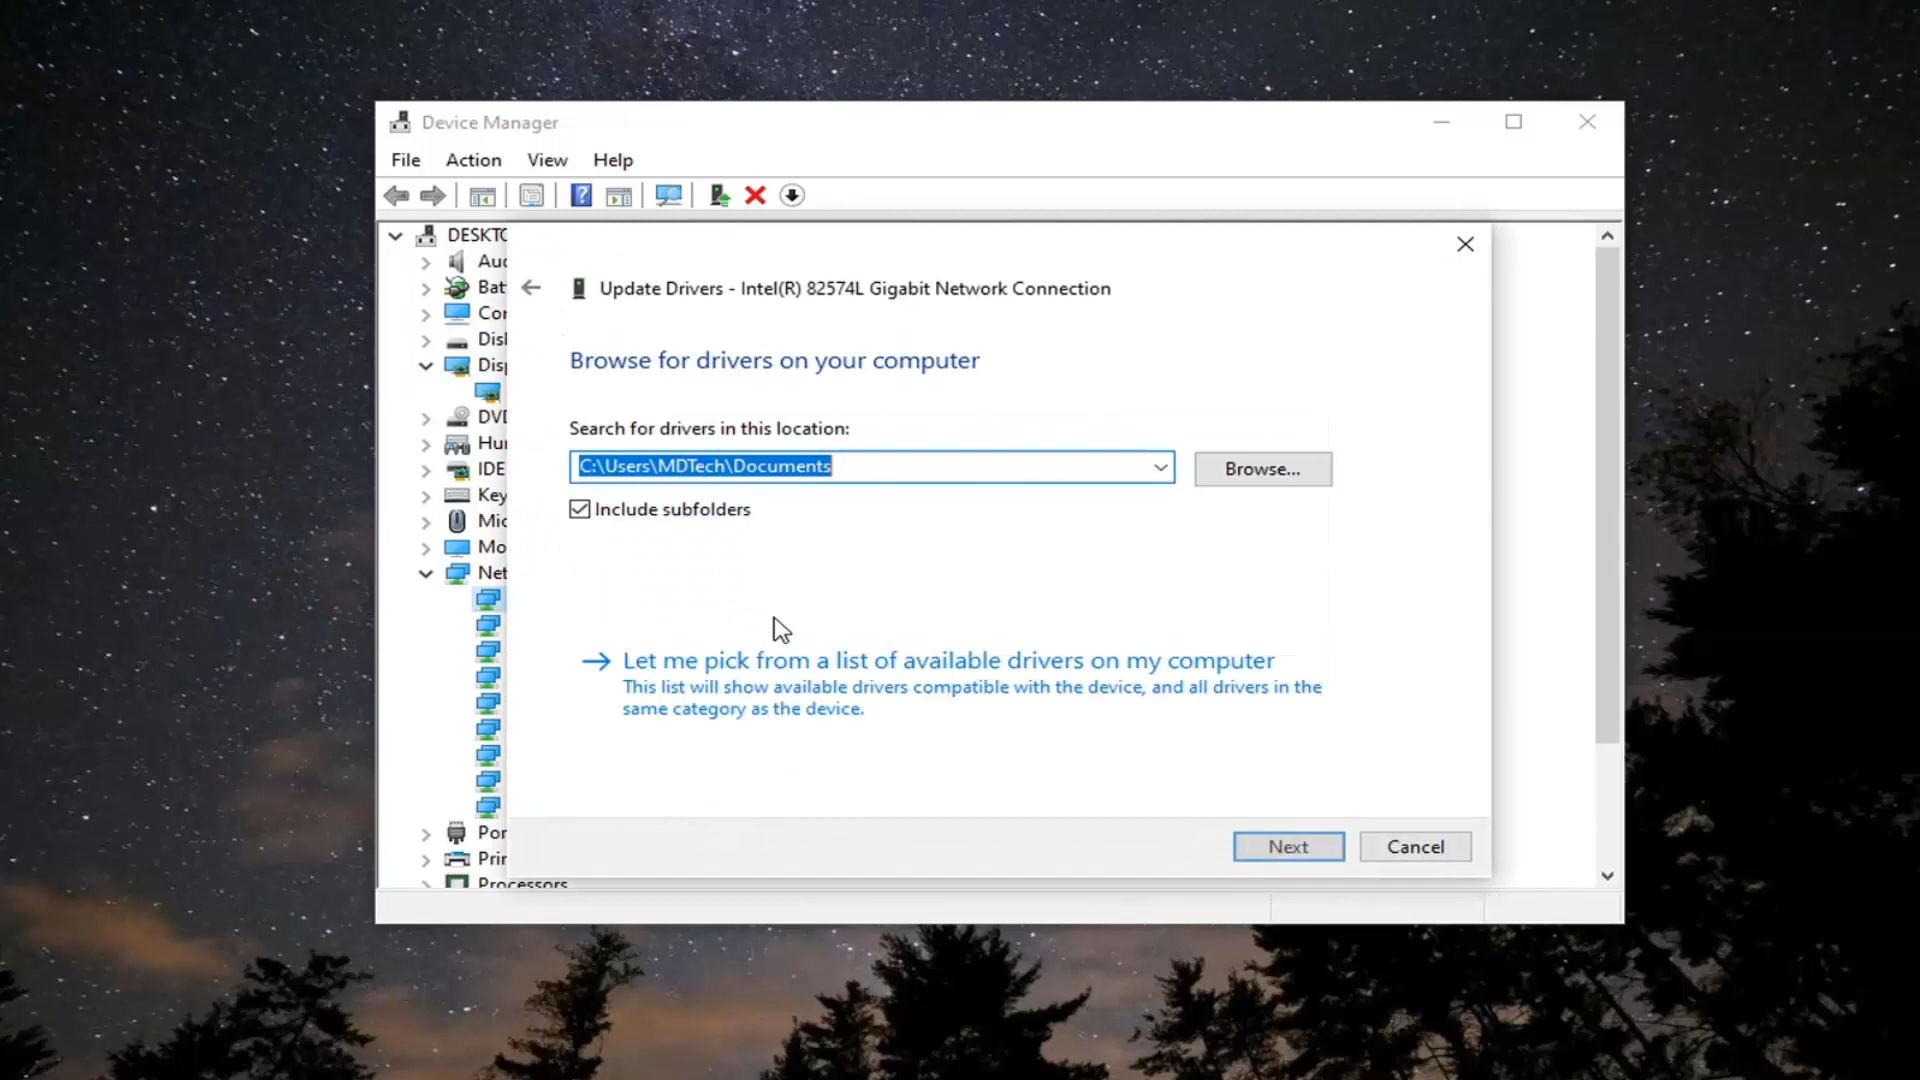 Device Manager
File Action View Help
DESKTO
Aud
Bat
Cor
Disk
Disp
DVD
Hur
IDE
Key
Mic
Mo
Net
Por
Prir
Processors
Update Drivers - Intel(R) 82574L Gigabit Network Connection
Browse for drivers on your computer
Search for drivers in this location:
C:\Users\MDTech\Documents
Browse...
Include subfolders
Let me pick from a list of available drivers on my computer
This list will show available drivers compatible with the device, and all drivers in the
same category as the device.
Next Cancel